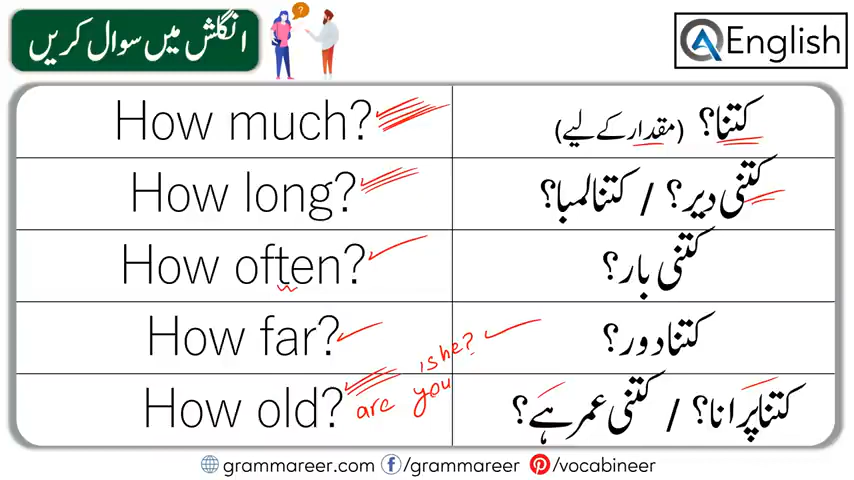 انگلش میں سوال کریں
?
AQ English
How much?
کتنا؟ (مقدار کے لیے)
How long?
کتنی دیر؟ / کتنا لمبا؟
How often?
کتنی بار؟
How far?
کتنا دور؟
is he?
How old?
are you
کتنا پرانا؟ / کتنی عمر ہے؟
grammareer.com f/grammareer /vocabineer